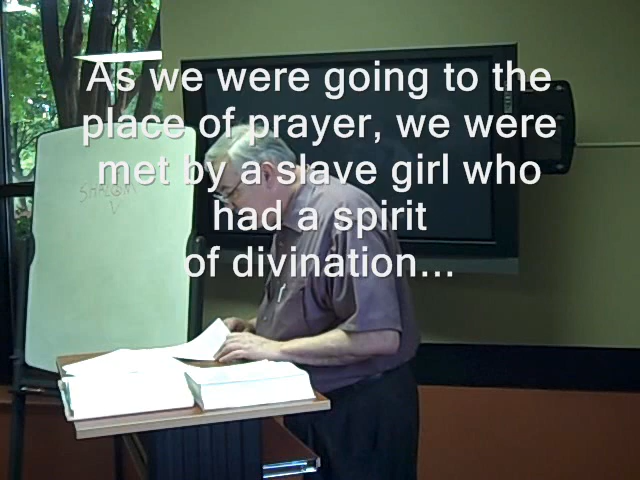 As we were going to the
place of prayer, we were
met by a slave girl who
had a spirit
of divination...